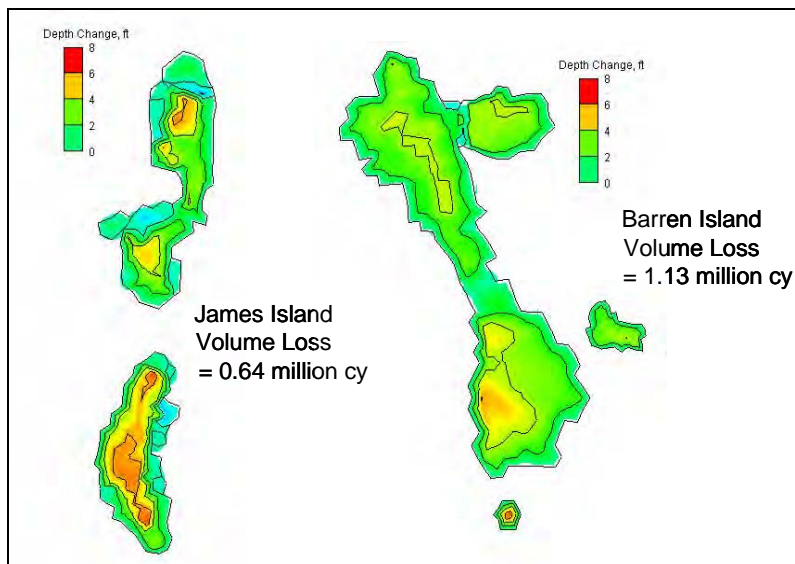 Depth Change, ft
8
6
4
2
0
Depth Change, ft
8
6
4
2
0
James Island
Volume Loss
= 0.64 million cy
Barren Island
Volume Loss
= 1.13 million cy